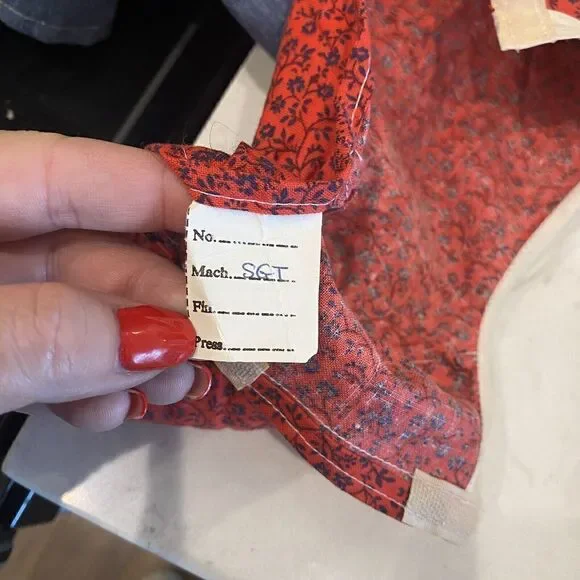 No.
Mach. SGT
Fin.
Press.